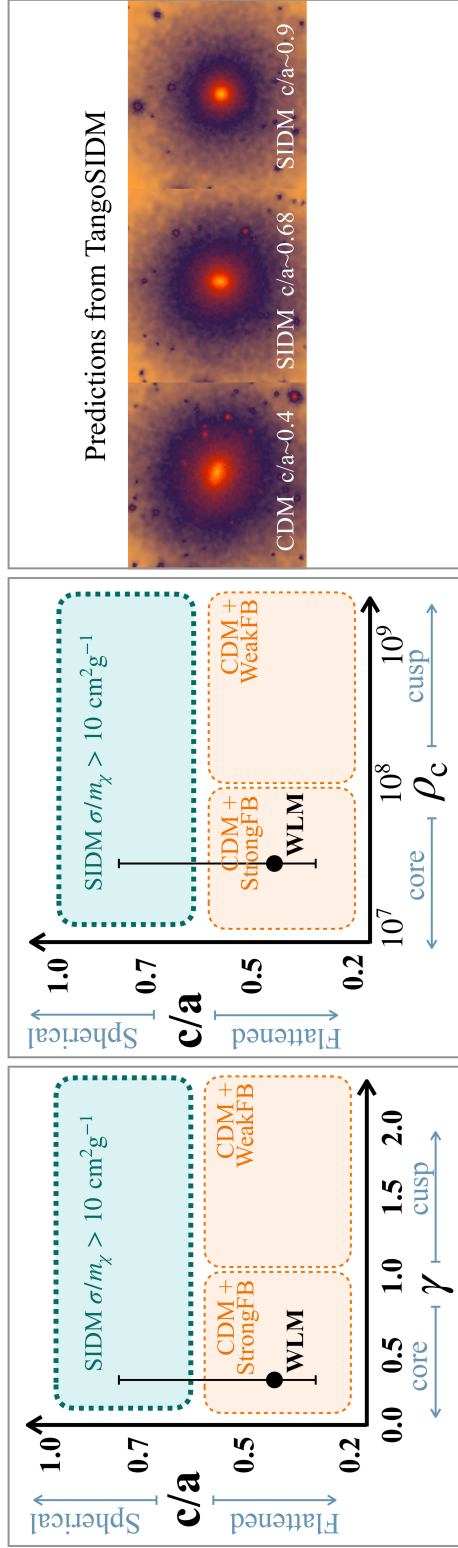 Spherical
c/a
Flattened
1.0
0.7
0.5
0.2
SIDM σ/mχ > 10 cm²g⁻¹
CDM +
StrongFB
CDM +
WeakFB
WLM
0.0 0.5 1.0 1.5 2.0
core γ cusp
Spherical
c/a
Flattened
1.0
0.7
0.5
0.2
SIDM σ/mχ > 10 cm²g⁻¹
CDM +
StrongFB
CDM +
WeakFB
WLM
10⁷ 10⁸ 10⁹
core ρc cusp
Predictions from TangoSIDM
CDM c/a~0.4
SIDM c/a~0.68
SIDM c/a~0.9